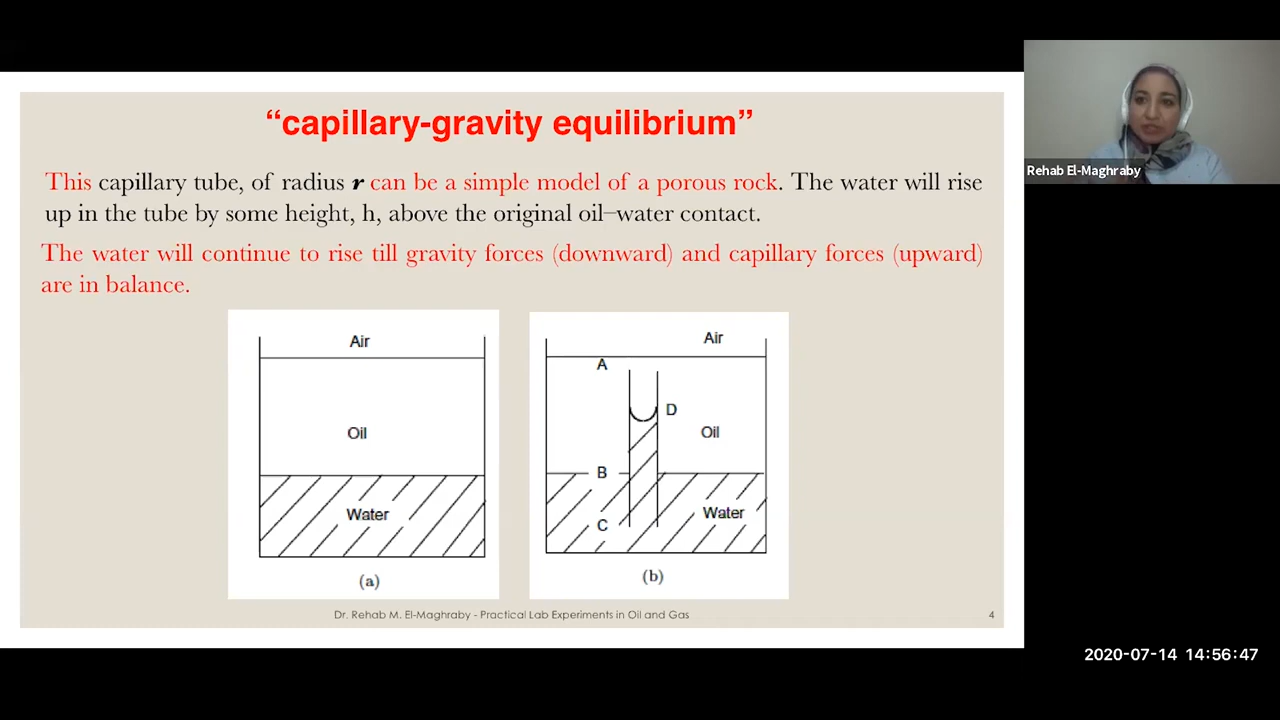 “capillary-gravity equilibrium”
This capillary tube, of radius r can be a simple model of a porous rock. The water will rise
up in the tube by some height, h, above the original oil–water contact.
The water will continue to rise till gravity forces (downward) and capillary forces (upward)
are in balance.
Air
Oil
Water
(a)
Air
A
D
Oil
B
C
Water
(b)
Dr. Rehab M. El-Maghraby - Practical Lab Experiments in Oil and Gas
4
Rehab El-Maghraby
2020-07-14 14:56:47